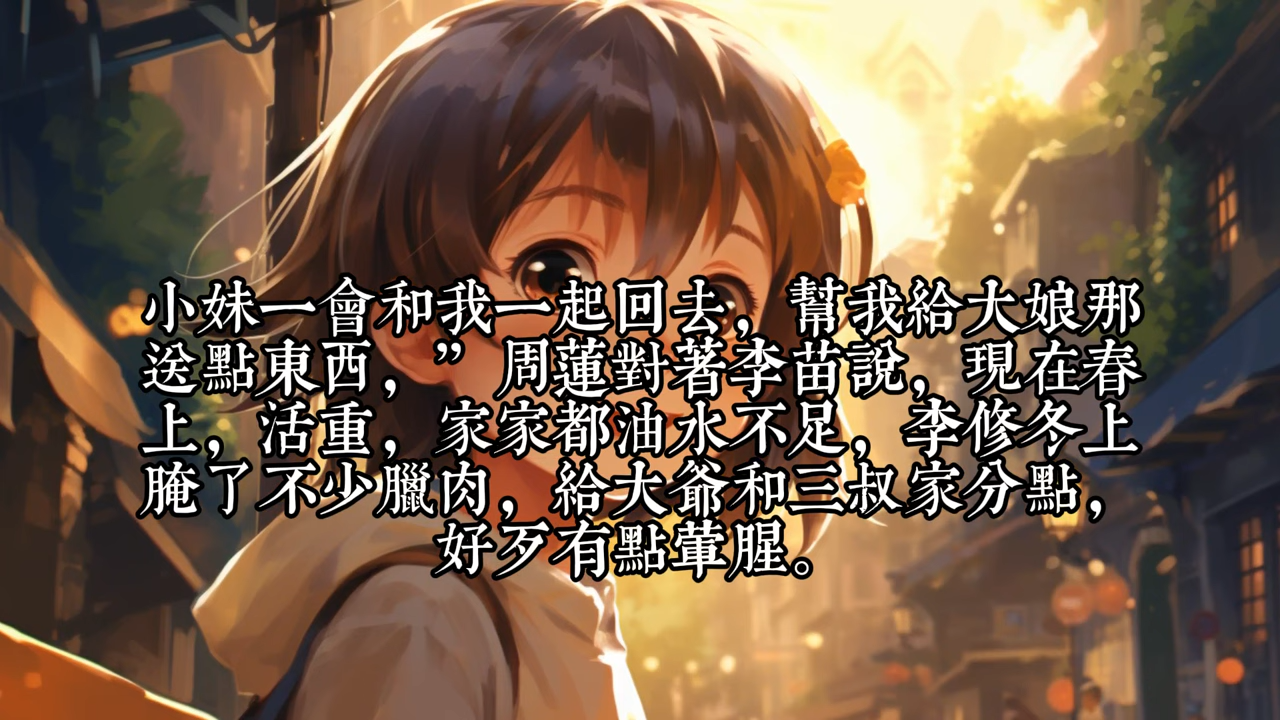 小妹一會和我一起回去，幫我給大娘那
送點東西，”周蓮對著李苗說，現在春
上，活重，家家都油水不足，李修冬上
腌了不少臘肉，給大爺和三叔家分點，
好歹有點葷腥。